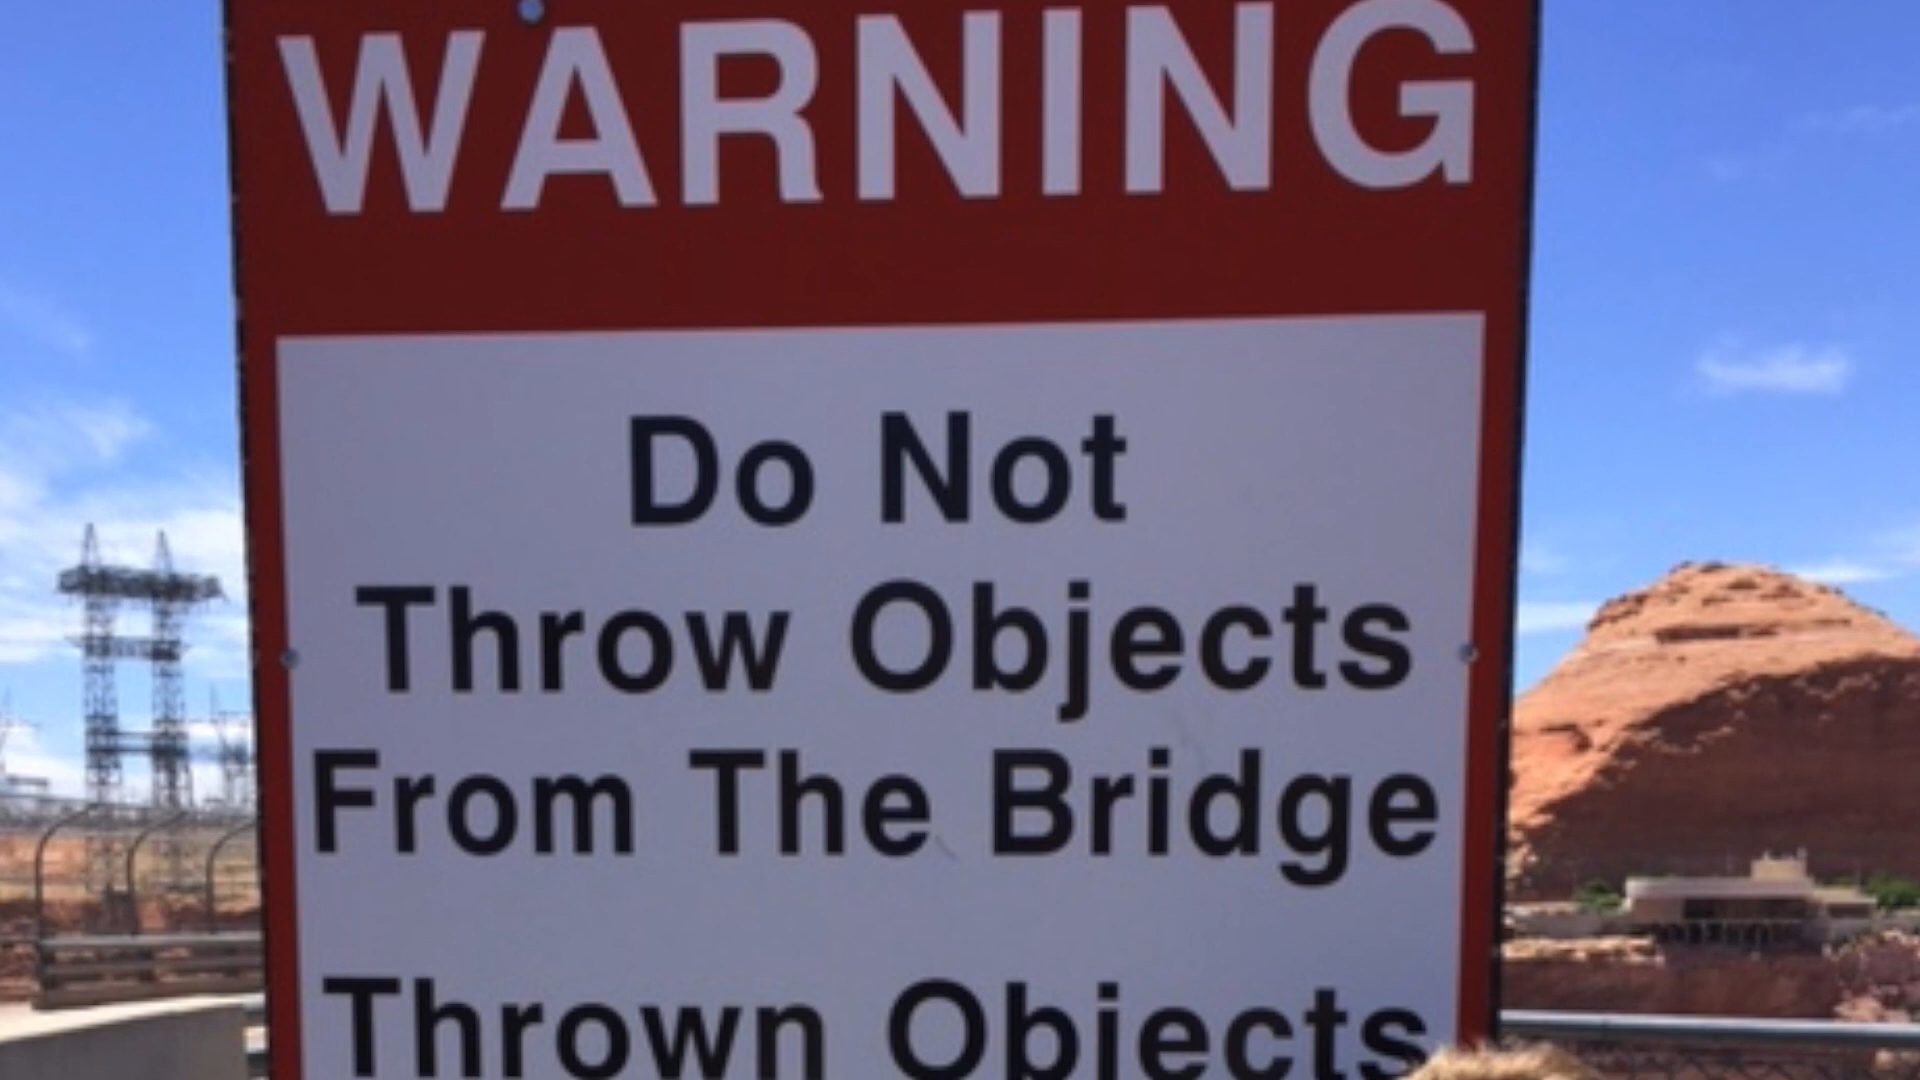 WARNING
Do Not
Throw Objects
From The Bridge
Thrown Objects